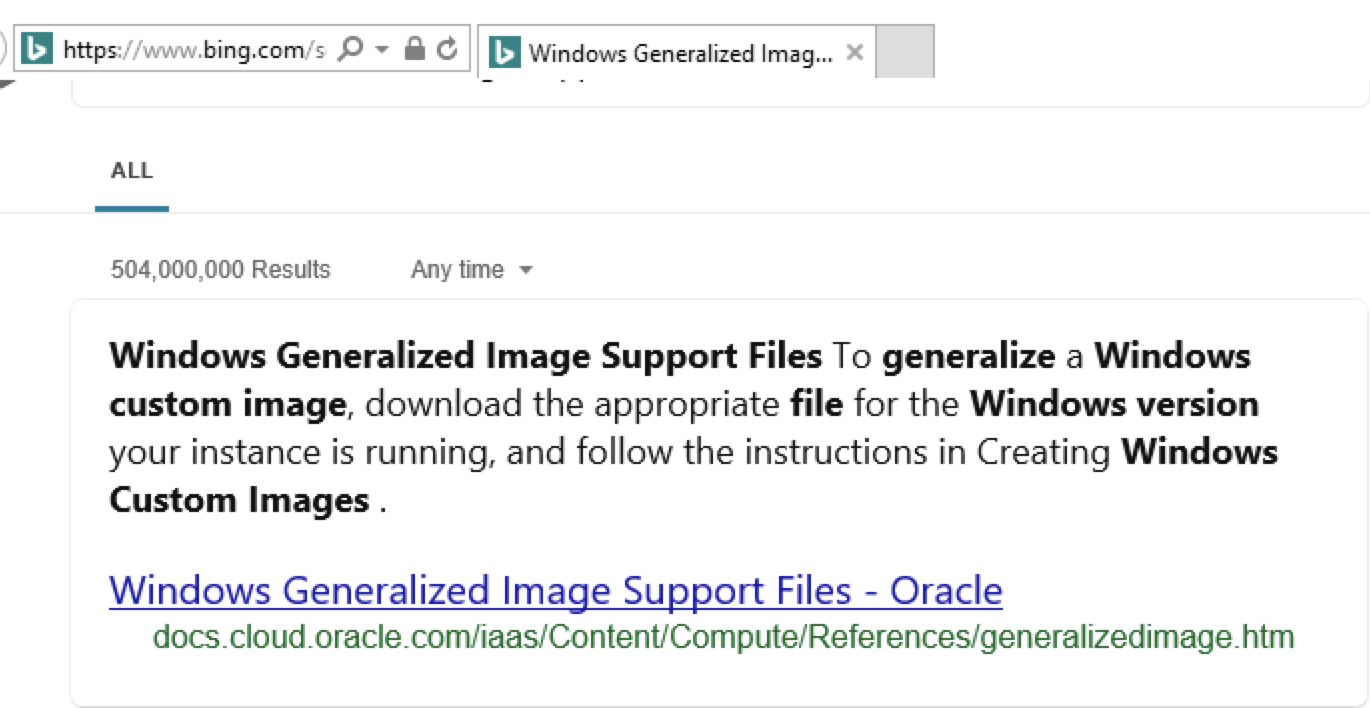 https://www.bing.com/s
Windows Generalized Imag...
ALL
504,000,000 Results
Any time
Windows Generalized Image Support Files To generalize a Windows
custom image, download the appropriate file for the Windows version
your instance is running, and follow the instructions in Creating Windows
Custom Images .
Windows Generalized Image Support Files - Oracle
docs.cloud.oracle.com/iaas/Content/Compute/References/generalizedimage.htm